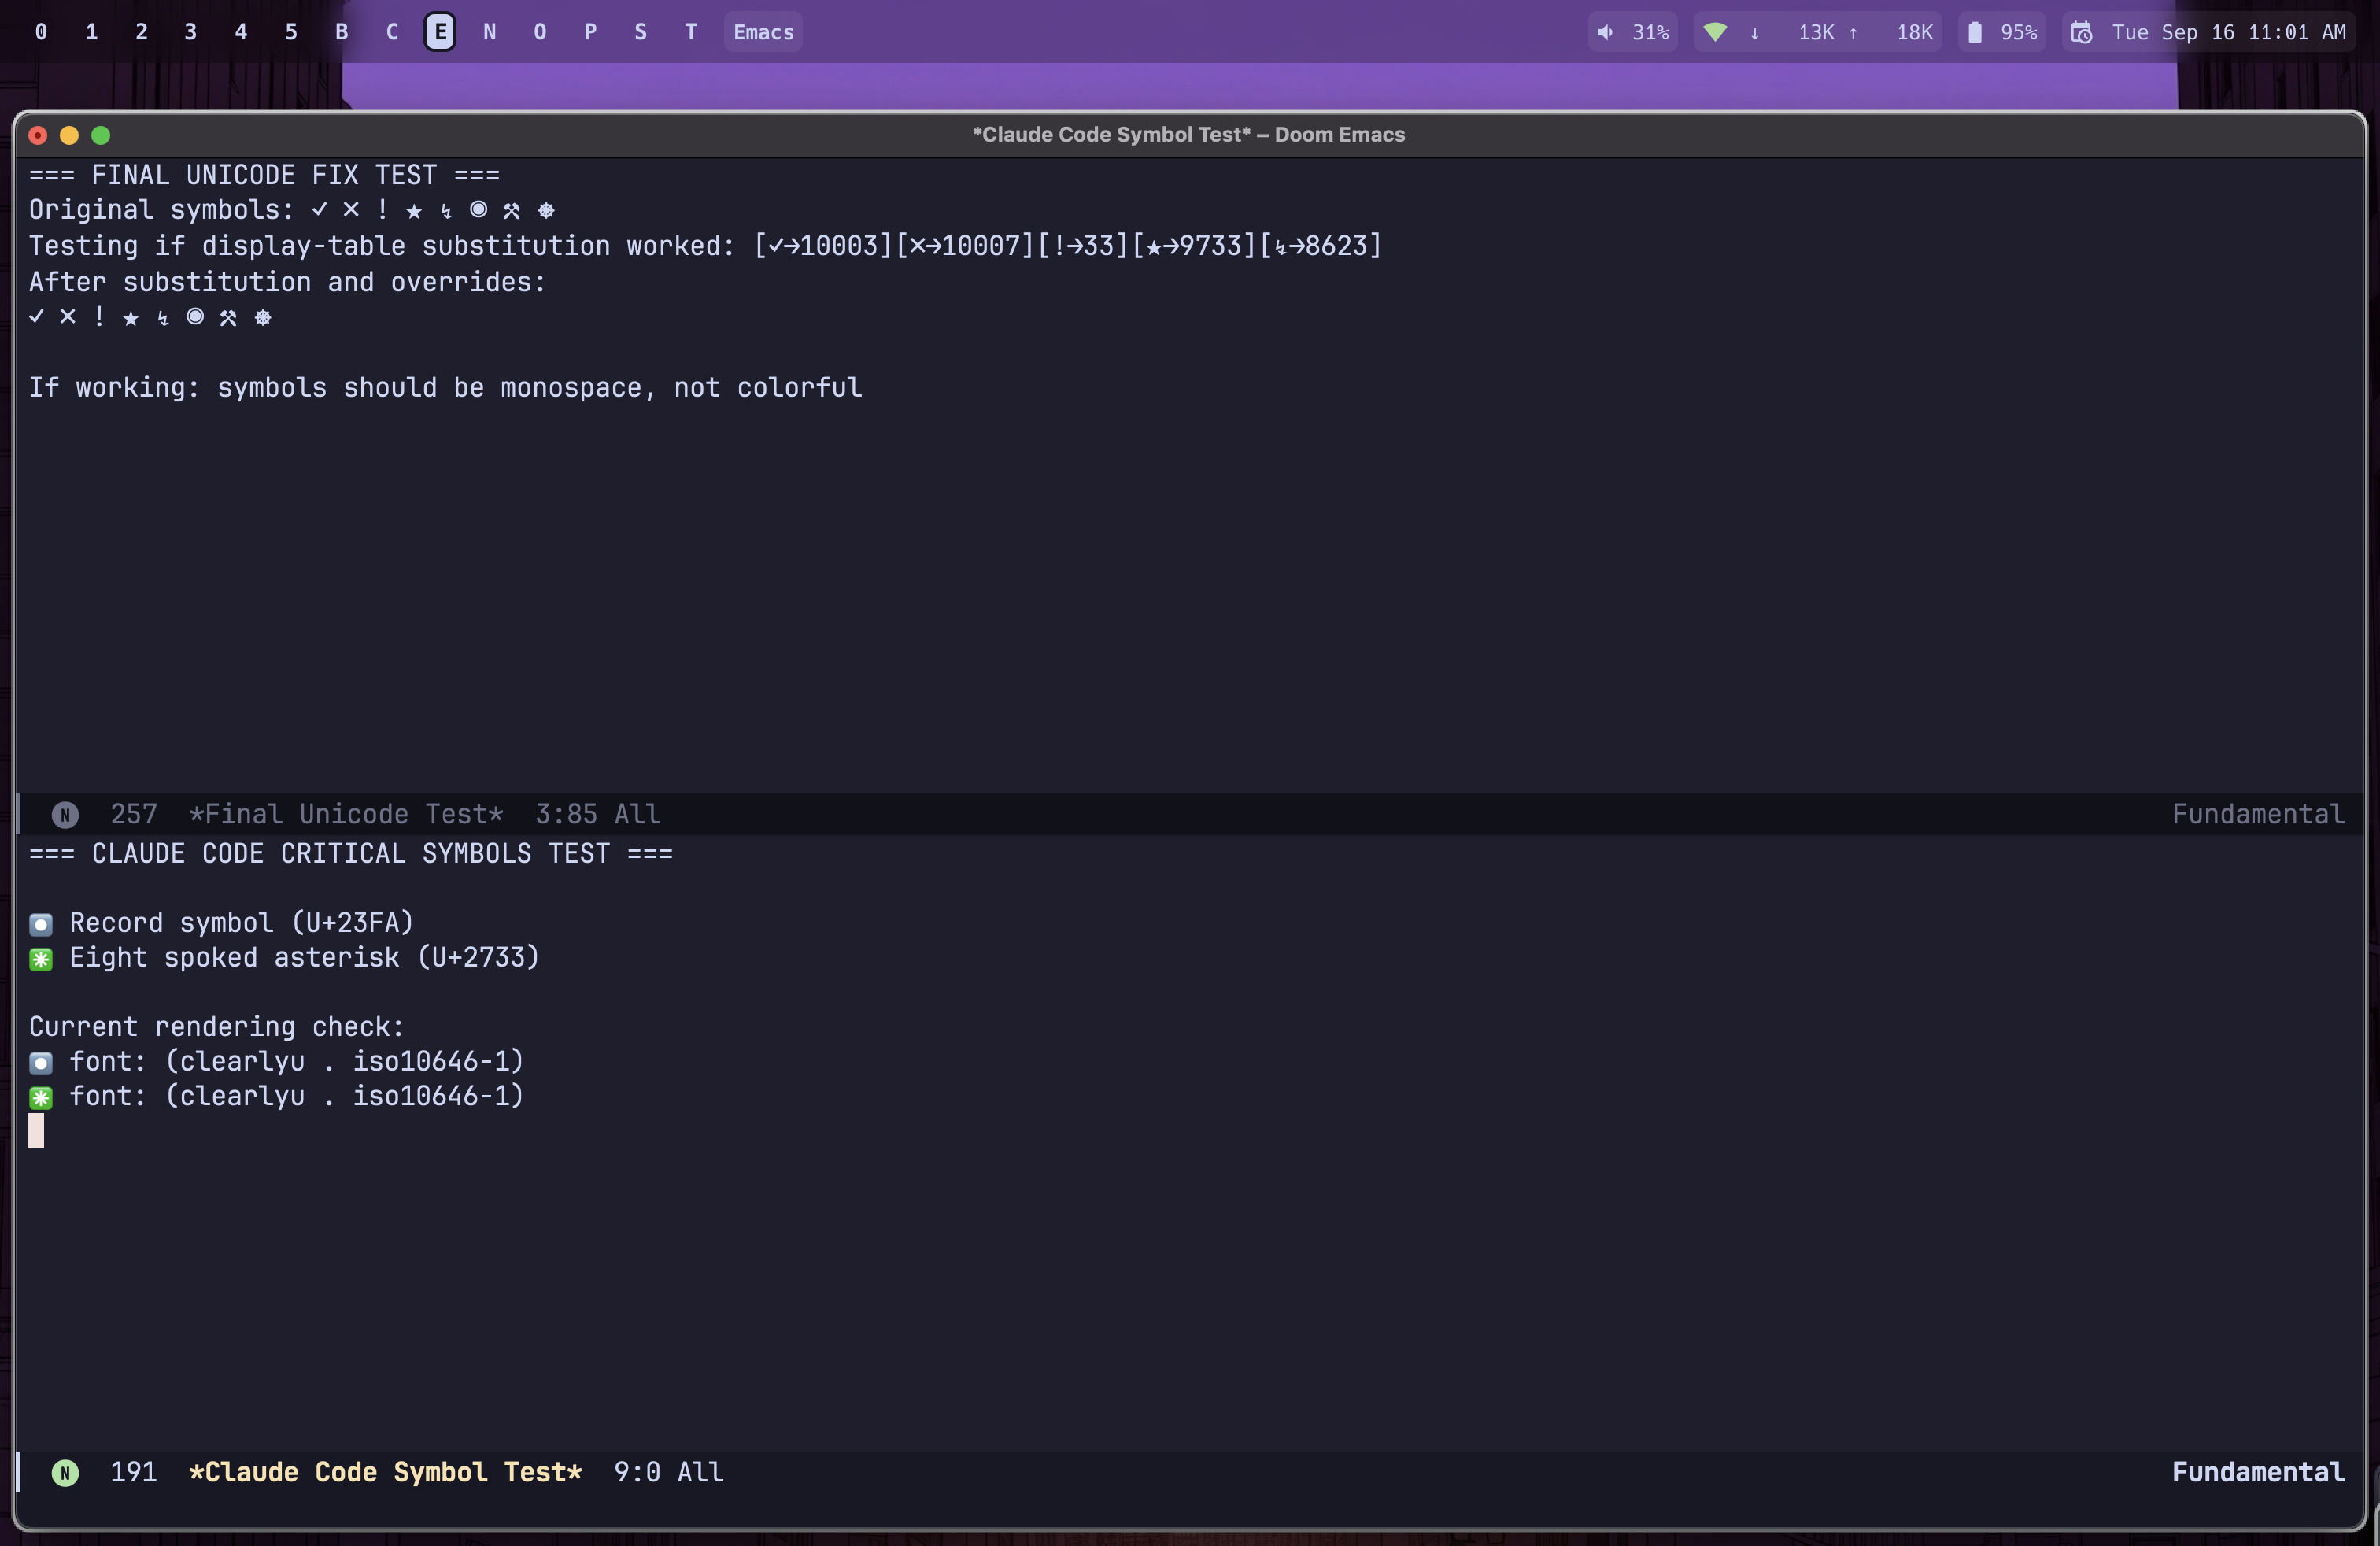 0 1 2 3 4 5 B C E N O P S T Emacs 31% ↓ 13K ↑ 18K 95% Tue Sep 16 11:01 AM
*Claude Code Symbol Test* – Doom Emacs
=== FINAL UNICODE FIX TEST ===
Original symbols: ✓ ✗ ! ★ ↯ ◉ ⚒ ☸
Testing if display-table substitution worked: [✓→10003][✗→10007][!→33][★→9733][↯→8623]
After substitution and overrides:
✓ ✗ ! ★ ↯ ◉ ⚒ ☸
If working: symbols should be monospace, not colorful
N 257 *Final Unicode Test* 3:85 All Fundamental
=== CLAUDE CODE CRITICAL SYMBOLS TEST ===
⏺ Record symbol (U+23FA)
✳ Eight spoked asterisk (U+2733)
Current rendering check:
⏺ font: (clearlyu . iso10646-1)
✳ font: (clearlyu . iso10646-1)
N 191 *Claude Code Symbol Test* 9:0 All Fundamental